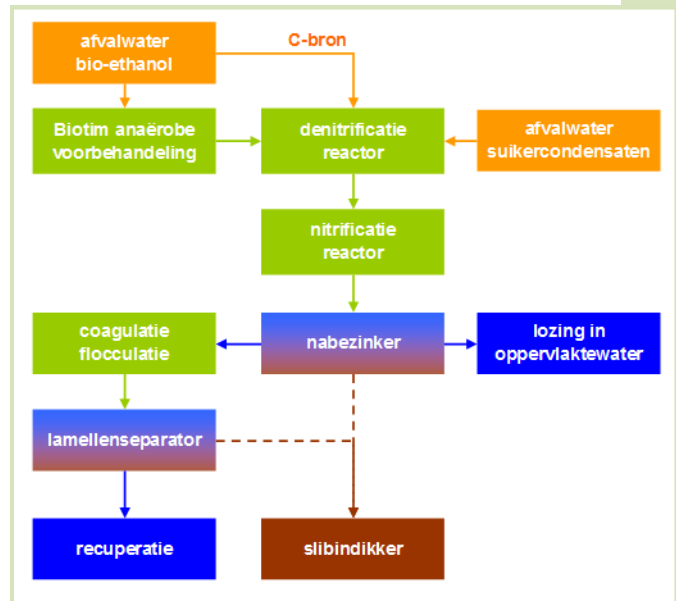 afvalwater
bio-ethanol
C-bron
Biotim anaërobe
voorbehandeling
denitrificatie
reactor
afvalwater
suikercondensaten
nitrificatie
reactor
coagulatie
flocculatie
nabezinker
lozing in
oppervlaktewater
lamellenseparator
recuperatie
slibindikker